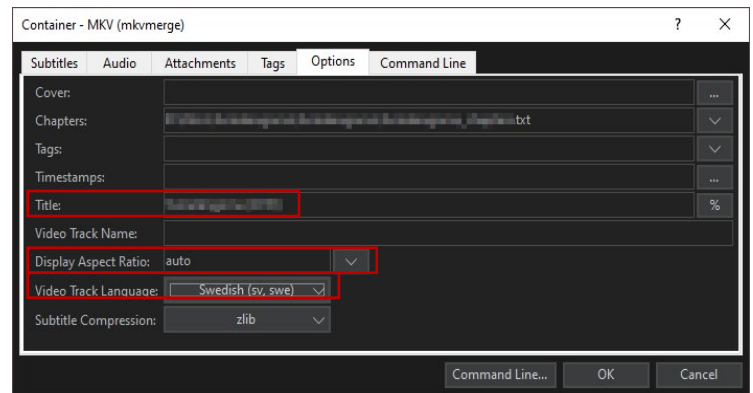 Container - MKV (mkvmerge) ? ×
Subtitles Audio Attachments Tags Options Command Line
Cover: ...
Chapters: txt
Tags:
Timestamps: ...
Title: %
Video Track Name:
Display Aspect Ratio: auto
Video Track Language: Swedish (sv, swe)
Subtitle Compression: zlib
Command Line... OK Cancel